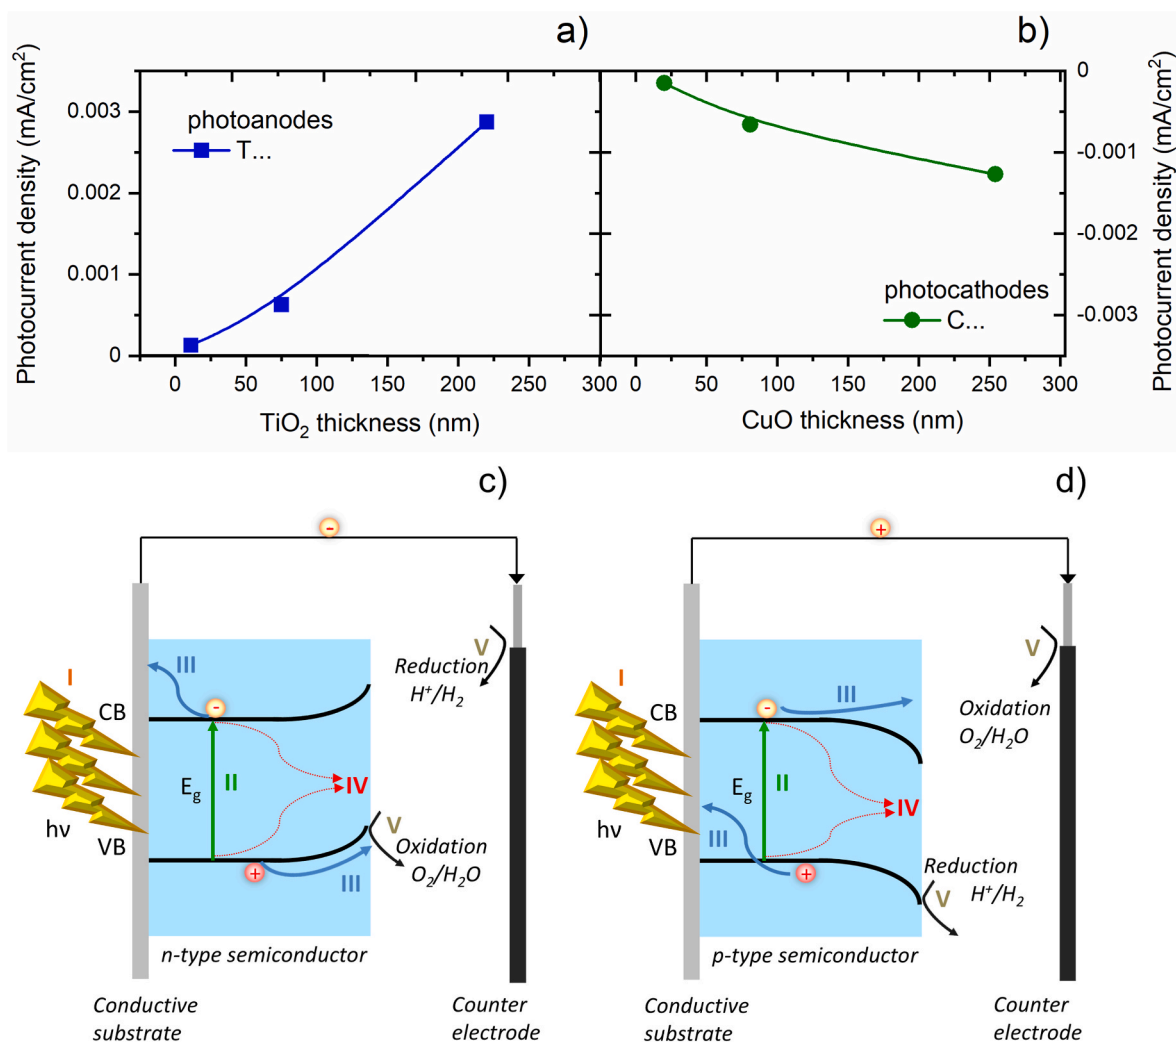 a)
b)
Photocurrent density (mA/cm²)
0.003
0.002
0.001
0
photoanodes
T...
0 50 100 150 200 250 300
TiO₂ thickness (nm)
photocathodes
C...
0 50 100 150 200 250 300
CuO thickness (nm)
0
-0.001
-0.002
-0.003
Photocurrent density (mA/cm²)
c)
-
I
III
CB
-
II
E₉
IV
hν
VB
+
III
V
Reduction
H⁺/H₂
V
Oxidation
O₂/H₂O
n-type semiconductor
Conductive
substrate
Counter
electrode
d)
+
I
III
CB
-
II
E₉
IV
hν
VB
III
+
V
Oxidation
O₂/H₂O
Reduction
V H⁺/H₂
p-type semiconductor
Conductive
substrate
Counter
electrode